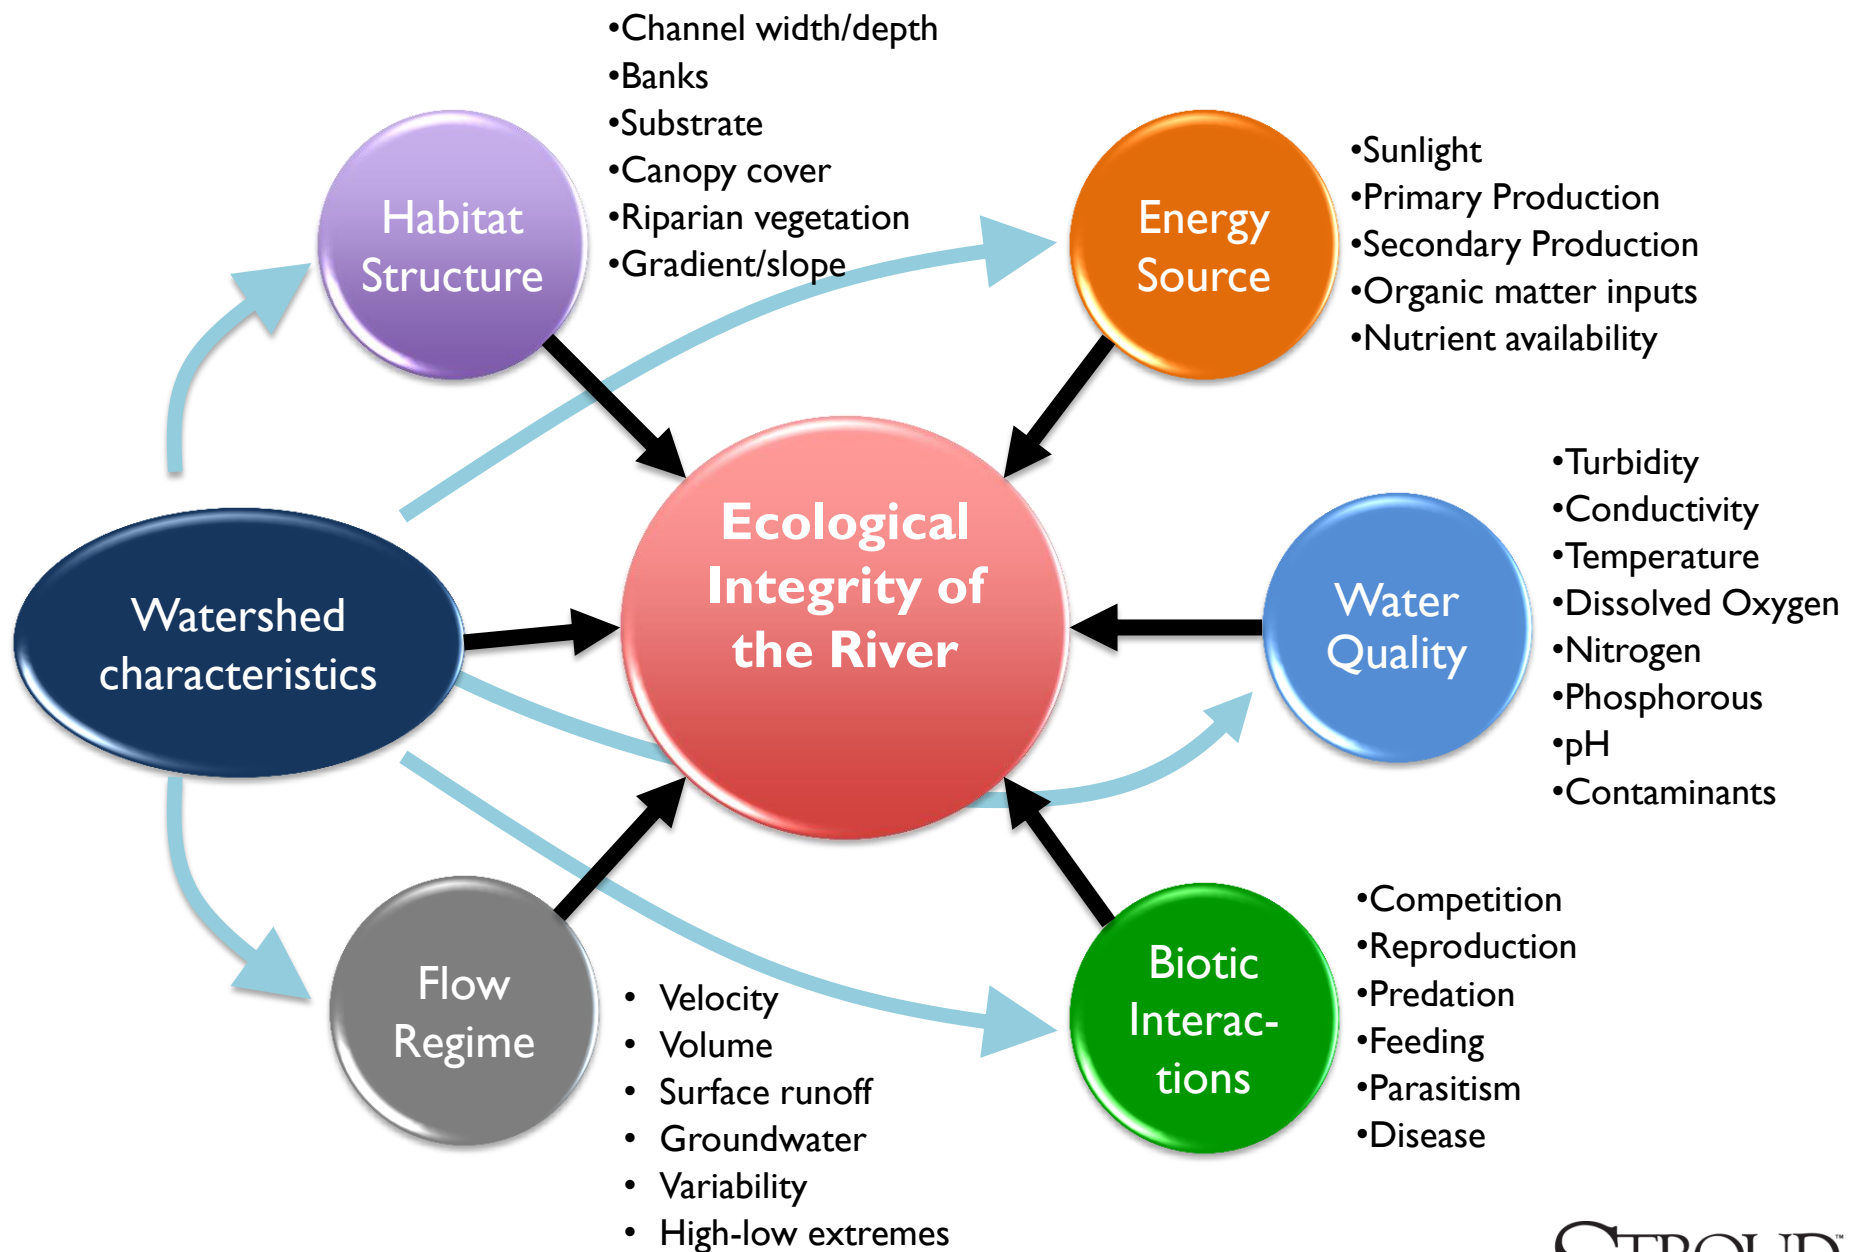 •Channel width/depth
•Banks
•Substrate
•Canopy cover
•Riparian vegetation
•Gradient/slope
Habitat
Structure
Energy
Source
•Sunlight
•Primary Production
•Secondary Production
•Organic matter inputs
•Nutrient availability
Ecological
Integrity of
the River
Watershed
characteristics
Water
Quality
•Turbidity
•Conductivity
•Temperature
•Dissolved Oxygen
•Nitrogen
•Phosphorous
•pH
•Contaminants
Flow
Regime
• Velocity
• Volume
• Surface runoff
• Groundwater
• Variability
• High-low extremes
Biotic
Interac-
tions
•Competition
•Reproduction
•Predation
•Feeding
•Parasitism
•Disease
STROUD™